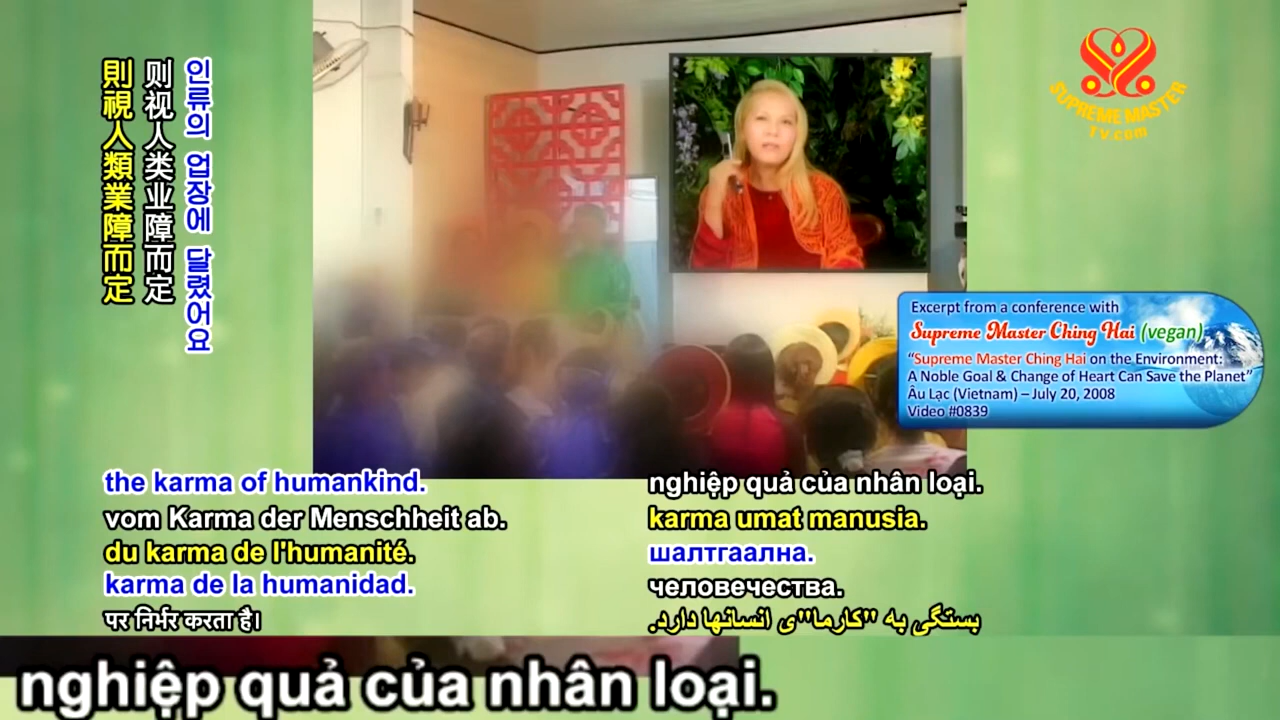 인류의 업장에 달렸어요
则视人类业障而定
則視人類業障而定
SUPREME MASTER
TV.com
Excerpt from a conference with
Supreme Master Ching Hai (vegan)
“Supreme Master Ching Hai on the Environment:
A Noble Goal & Change of Heart Can Save the Planet”
Âu Lạc (Vietnam) – July 20, 2008
Video #0839
the karma of humankind.
vom Karma der Menschheit ab.
du karma de l'humanité.
karma de la humanidad.
पर निर्भर करता है।
nghiệp quả của nhân loại.
karma umat manusia.
шалтгаална.
человечества.
بستگی به "کارما"ی انسانها دارد.
nghiệp quả của nhân loại.